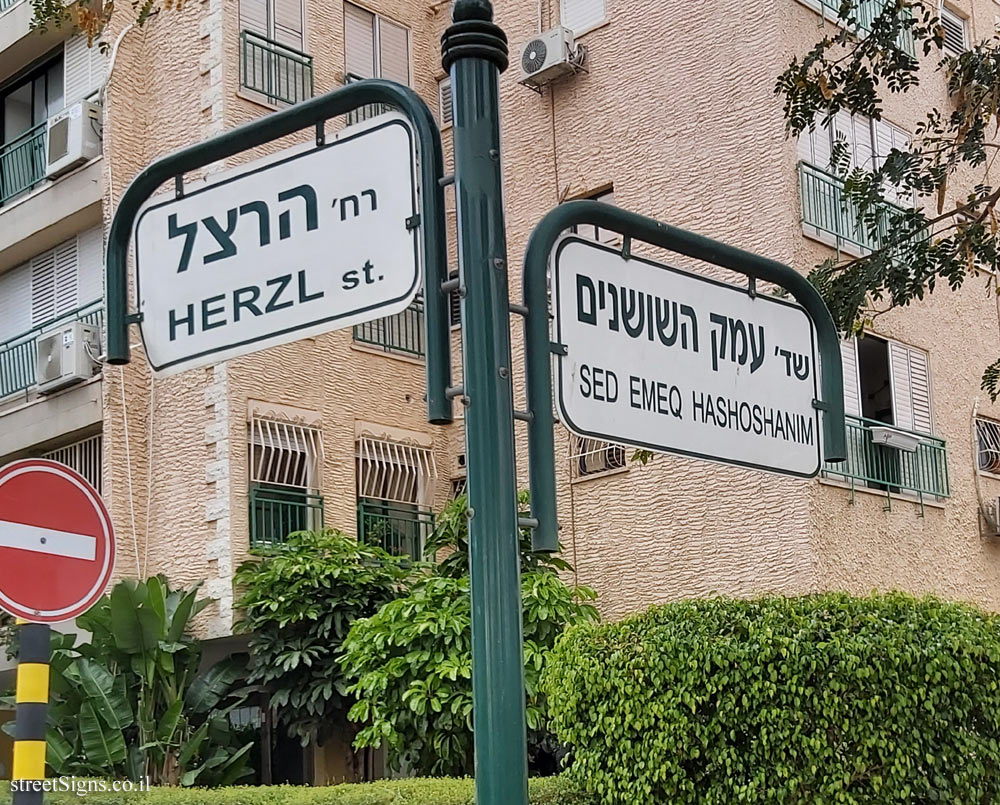 רח׳ הרצל
HERZL st.
שד׳ עמק השושנים
SED EMEQ HASHOSHANIM
streetSigns.co.il